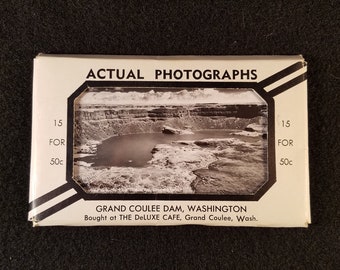 ACTUAL PHOTOGRAPHS
15
FOR
50c
15
FOR
50c
GRAND COULEE DAM, WASHINGTON
Bought at THE DeLUXE CAFE, Grand Coulee, Wash.